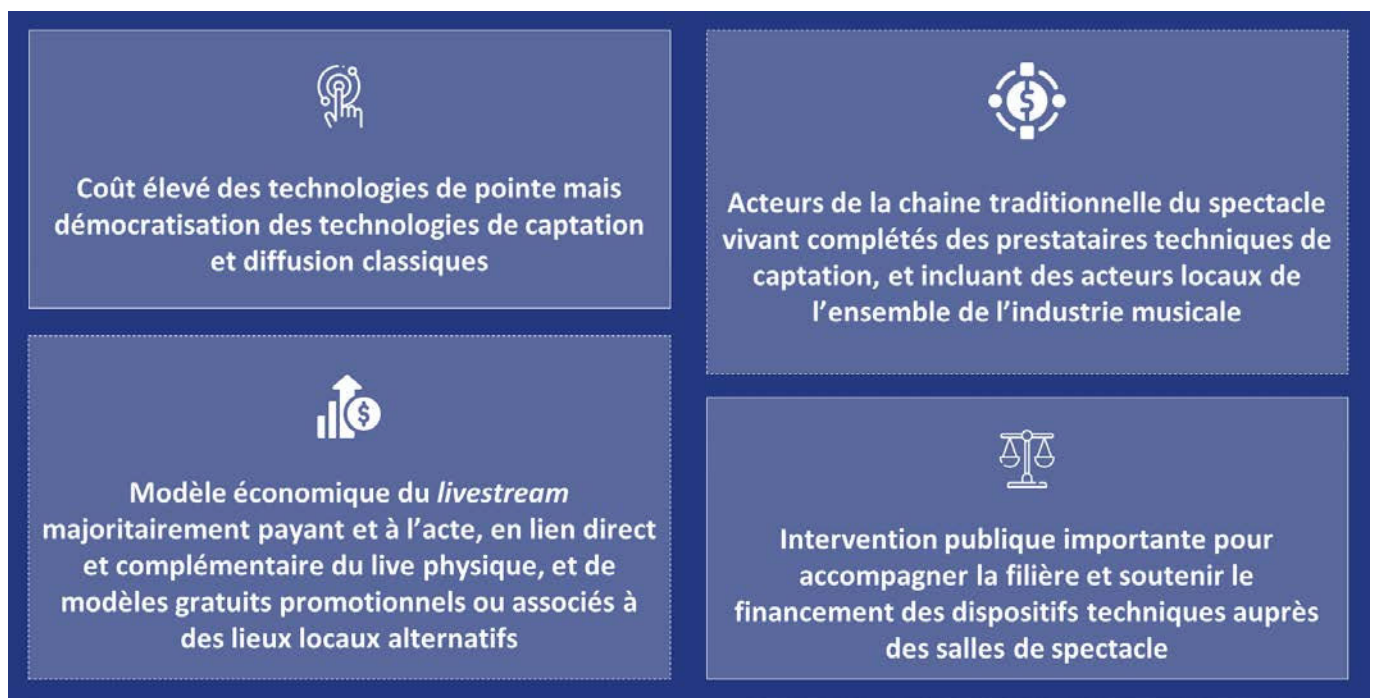 Coût élevé des technologies de pointe mais
démocratisation des technologies de captation
et diffusion classiques
Acteurs de la chaine traditionnelle du spectacle
vivant complétés des prestataires techniques de
captation, et incluant des acteurs locaux de
l’ensemble de l’industrie musicale
Modèle économique du livestream
majoritairement payant et à l’acte, en lien direct
et complémentaire du live physique, et de
modèles gratuits promotionnels ou associés à
des lieux locaux alternatifs
Intervention publique importante pour
accompagner la filière et soutenir le
financement des dispositifs techniques auprès
des salles de spectacle